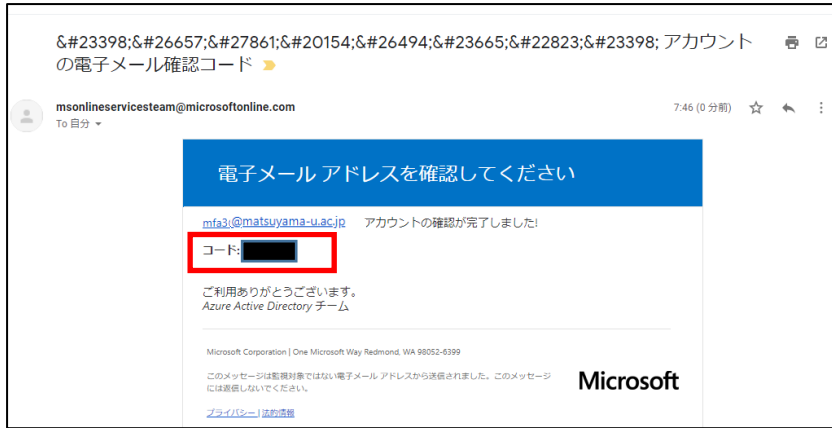 &#23398;&#26657;&#27861;&#20154;&#26494;&#23665;&#22823;&#23398; アカウント
の電子メール確認コード
msonlineservicesteam@microsoftonline.com
7:46 (0 分前)
To 自分
電子メール アドレスを確認してください
mfa3@matsuyama-u.ac.jp アカウントの確認が完了しました!
コード:
ご利用ありがとうございます。
Azure Active Directory チーム
Microsoft Corporation | One Microsoft Way Redmond, WA 98052-6399
このメッセージは監視対象ではない電子メール アドレスから送信されました。このメッセージ
には返信しないでください。
Microsoft
プライバシー | 法的情報